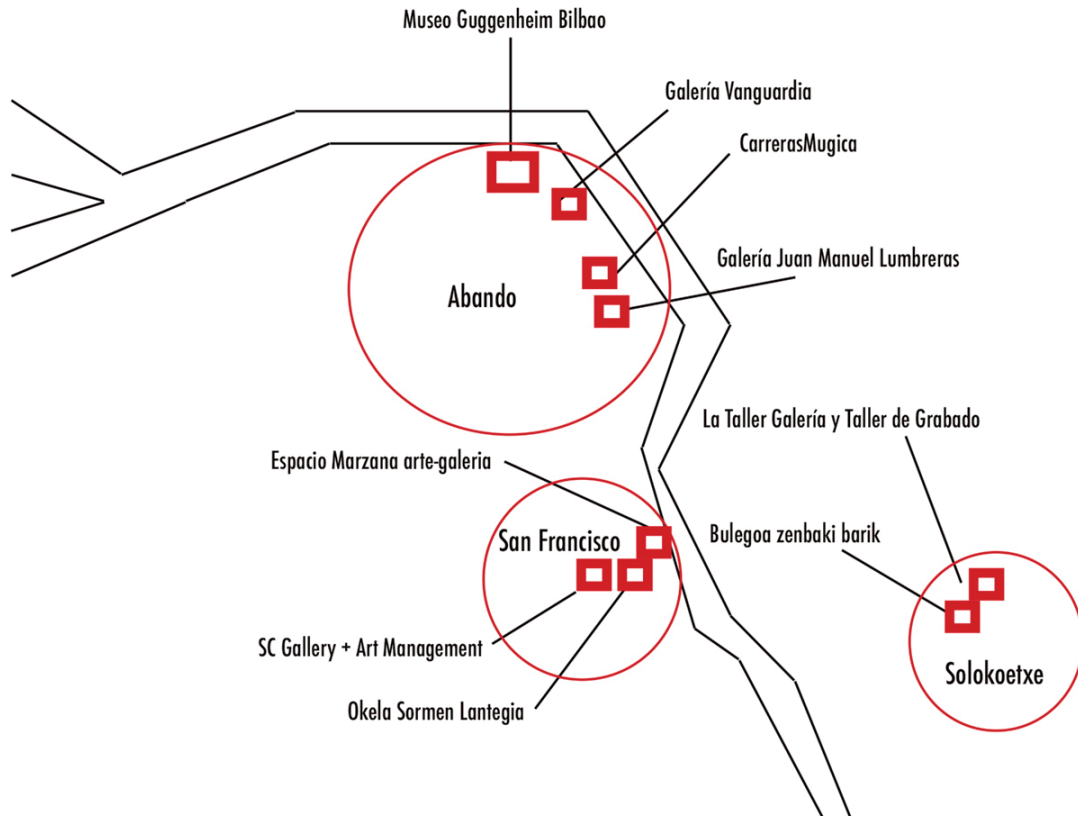 Museo Guggenheim Bilbao
Galería Vanguardia
CarrerasMugica
Galería Juan Manuel Lumbreras
Abando
La Taller Galería y Taller de Grabado
Espacio Marzana arte-galeria
Bulegoa zenbaki barik
San Francisco
SC Gallery + Art Management
Solokoetxe
Okela Sormen Lantegia